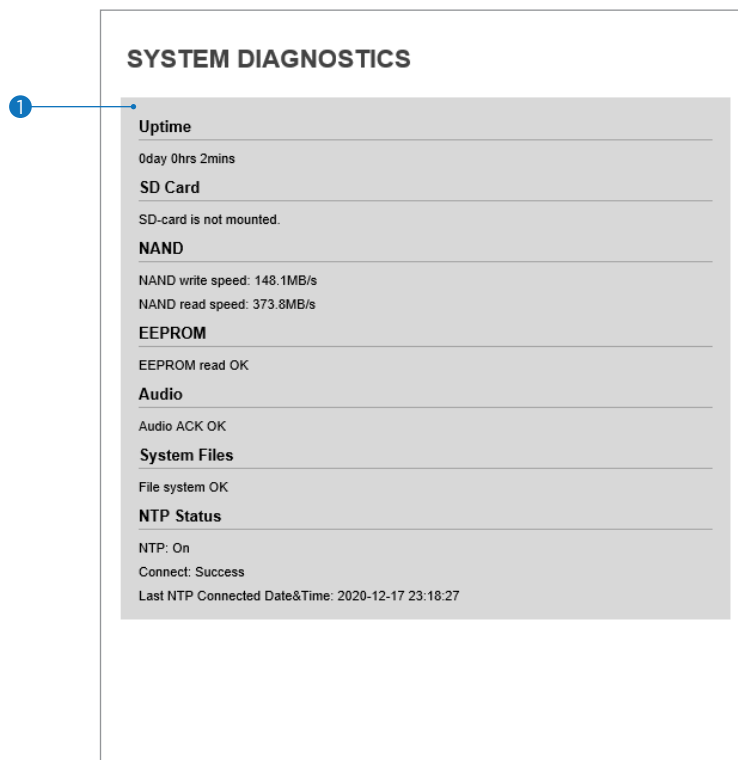 SYSTEM DIAGNOSTICS
1
Uptime
0day 0hrs 2mins
SD Card
SD-card is not mounted.
NAND
NAND write speed: 148.1MB/s
NAND read speed: 373.8MB/s
EEPROM
EEPROM read OK
Audio
Audio ACK OK
System Files
File system OK
NTP Status
NTP: On
Connect: Success
Last NTP Connected Date&Time: 2020-12-17 23:18:27